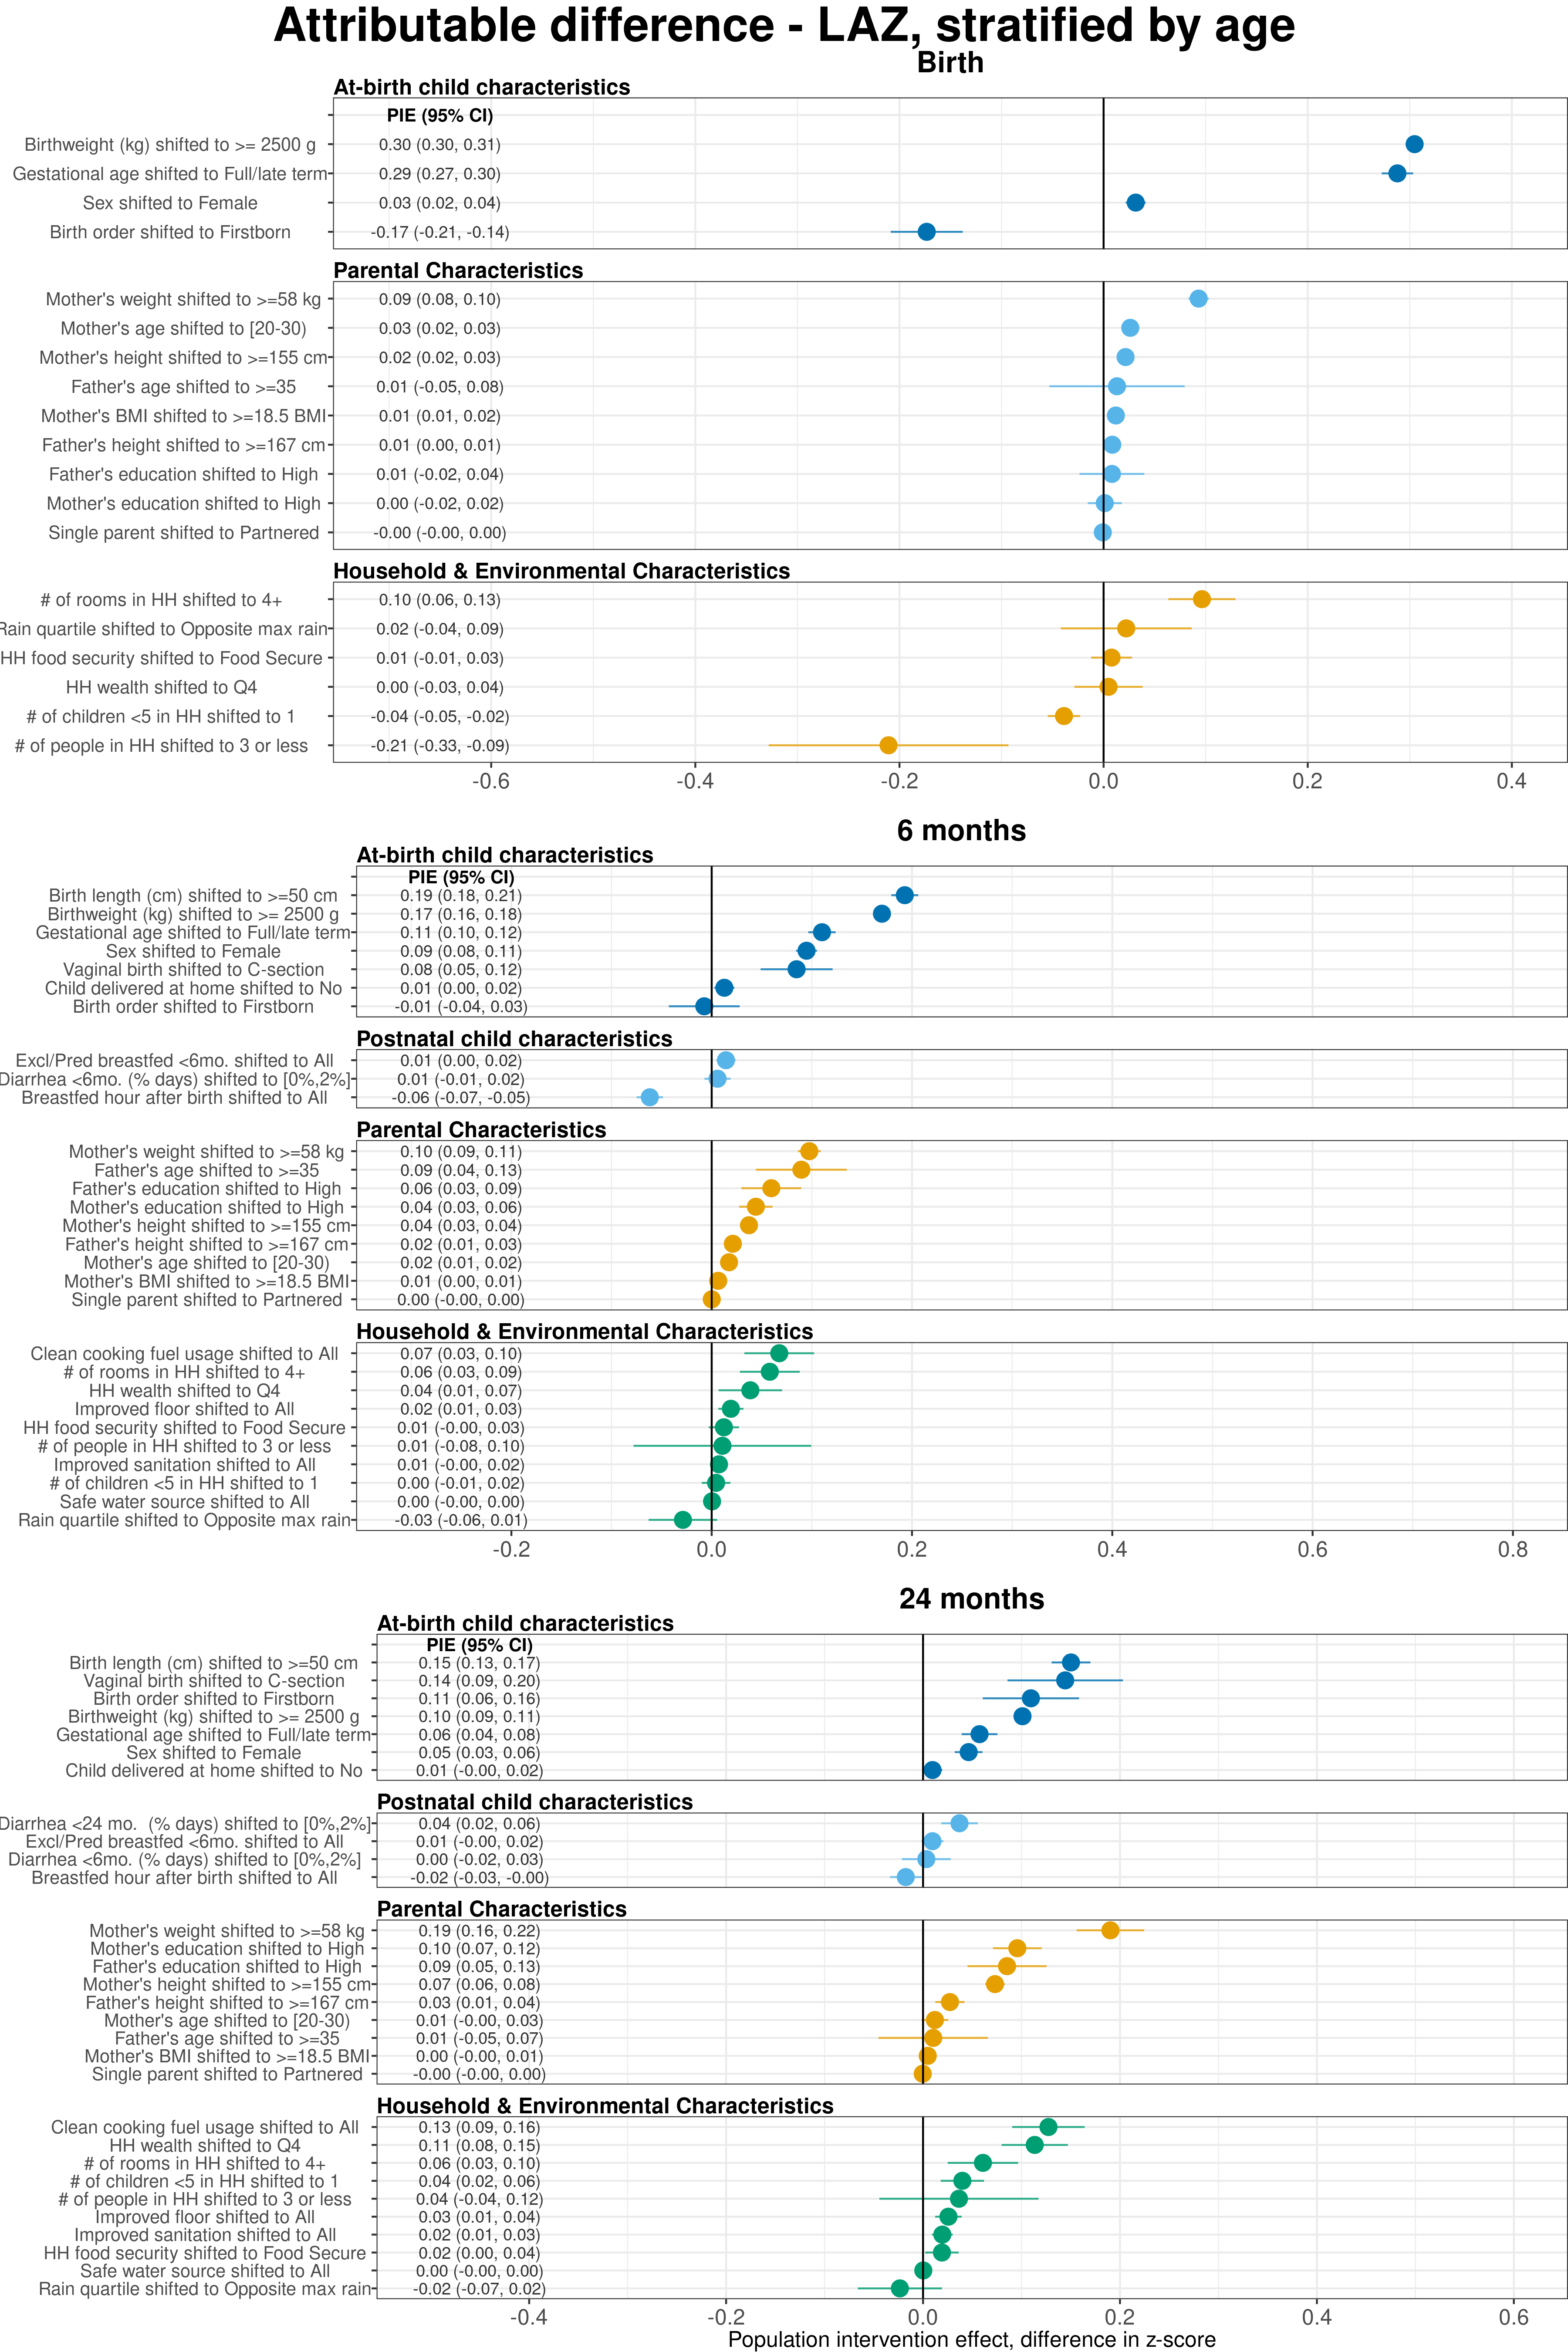 Attributable difference - LAZ, stratified by age
Birth
At-birth child characteristics
PIE (95% CI)
Birthweight (kg) shifted to >= 2500 g 0.30 (0.30, 0.31)
Gestational age shifted to Full/late term 0.29 (0.27, 0.30)
Sex shifted to Female 0.03 (0.02, 0.04)
Birth order shifted to Firstborn -0.17 (-0.21, -0.14)
Parental Characteristics
Mother's weight shifted to >=58 kg 0.09 (0.08, 0.10)
Mother's age shifted to [20-30) 0.03 (0.02, 0.03)
Mother's height shifted to >=155 cm 0.02 (0.02, 0.03)
Father's age shifted to >=35 0.01 (-0.05, 0.08)
Mother's BMI shifted to >=18.5 BMI 0.01 (0.01, 0.02)
Father's height shifted to >=167 cm 0.01 (0.00, 0.01)
Father's education shifted to High 0.01 (-0.02, 0.04)
Mother's education shifted to High 0.00 (-0.02, 0.02)
Single parent shifted to Partnered -0.00 (-0.00, 0.00)
Household & Environmental Characteristics
# of rooms in HH shifted to 4+ 0.10 (0.06, 0.13)
Rain quartile shifted to Opposite max rain 0.02 (-0.04, 0.09)
HH food security shifted to Food Secure 0.01 (-0.01, 0.03)
HH wealth shifted to Q4 0.00 (-0.03, 0.04)
# of children <5 in HH shifted to 1 -0.04 (-0.05, -0.02)
# of people in HH shifted to 3 or less -0.21 (-0.33, -0.09)
-0.6 -0.4 -0.2 0.0 0.2 0.4
6 months
At-birth child characteristics
PIE (95% CI)
Birth length (cm) shifted to >=50 cm 0.19 (0.18, 0.21)
Birthweight (kg) shifted to >= 2500 g 0.17 (0.16, 0.18)
Gestational age shifted to Full/late term 0.11 (0.10, 0.12)
Sex shifted to Female 0.09 (0.08, 0.11)
Vaginal birth shifted to C-section 0.08 (0.05, 0.12)
Child delivered at home shifted to No 0.01 (0.00, 0.02)
Birth order shifted to Firstborn -0.01 (-0.04, 0.03)
Postnatal child characteristics
Excl/Pred breastfed <6mo. shifted to All 0.01 (0.00, 0.02)
Diarrhea <6mo. (% days) shifted to [0%,2%] 0.01 (-0.01, 0.02)
Breastfed hour after birth shifted to All -0.06 (-0.07, -0.05)
Parental Characteristics
Mother's weight shifted to >=58 kg 0.10 (0.09, 0.11)
Father's age shifted to >=35 0.09 (0.04, 0.13)
Father's education shifted to High 0.06 (0.03, 0.09)
Mother's education shifted to High 0.04 (0.03, 0.06)
Mother's height shifted to >=155 cm 0.04 (0.03, 0.04)
Father's height shifted to >=167 cm 0.02 (0.01, 0.03)
Mother's age shifted to [20-30) 0.02 (0.01, 0.02)
Mother's BMI shifted to >=18.5 BMI 0.01 (0.00, 0.01)
Single parent shifted to Partnered 0.00 (-0.00, 0.00)
Household & Environmental Characteristics
Clean cooking fuel usage shifted to All 0.07 (0.03, 0.10)
# of rooms in HH shifted to 4+ 0.06 (0.03, 0.09)
HH wealth shifted to Q4 0.04 (0.01, 0.07)
Improved floor shifted to All 0.02 (0.01, 0.03)
HH food security shifted to Food Secure 0.01 (-0.00, 0.03)
# of people in HH shifted to 3 or less 0.01 (-0.08, 0.10)
Improved sanitation shifted to All 0.01 (-0.00, 0.02)
# of children <5 in HH shifted to 1 0.00 (-0.01, 0.02)
Safe water source shifted to All 0.00 (-0.00, 0.00)
Rain quartile shifted to Opposite max rain -0.03 (-0.06, 0.01)
-0.2 0.0 0.2 0.4 0.6 0.8
24 months
At-birth child characteristics
PIE (95% CI)
Birth length (cm) shifted to >=50 cm 0.15 (0.13, 0.17)
Vaginal birth shifted to C-section 0.14 (0.09, 0.20)
Birth order shifted to Firstborn 0.11 (0.06, 0.16)
Birthweight (kg) shifted to >= 2500 g 0.10 (0.09, 0.11)
Gestational age shifted to Full/late term 0.06 (0.04, 0.08)
Sex shifted to Female 0.05 (0.03, 0.06)
Child delivered at home shifted to No 0.01 (-0.00, 0.02)
Postnatal child characteristics
Diarrhea <24 mo. (% days) shifted to [0%,2%] 0.04 (0.02, 0.06)
Excl/Pred breastfed <6mo. shifted to All 0.01 (-0.00, 0.02)
Diarrhea <6mo. (% days) shifted to [0%,2%] 0.00 (-0.02, 0.03)
Breastfed hour after birth shifted to All -0.02 (-0.03, -0.00)
Parental Characteristics
Mother's weight shifted to >=58 kg 0.19 (0.16, 0.22)
Mother's education shifted to High 0.10 (0.07, 0.12)
Father's education shifted to High 0.09 (0.05, 0.13)
Mother's height shifted to >=155 cm 0.07 (0.06, 0.08)
Father's height shifted to >=167 cm 0.03 (0.01, 0.04)
Mother's age shifted to [20-30) 0.01 (-0.00, 0.03)
Father's age shifted to >=35 0.01 (-0.05, 0.07)
Mother's BMI shifted to >=18.5 BMI 0.00 (-0.00, 0.01)
Single parent shifted to Partnered -0.00 (-0.00, 0.00)
Household & Environmental Characteristics
Clean cooking fuel usage shifted to All 0.13 (0.09, 0.16)
HH wealth shifted to Q4 0.11 (0.08, 0.15)
# of rooms in HH shifted to 4+ 0.06 (0.03, 0.10)
# of children <5 in HH shifted to 1 0.04 (0.02, 0.06)
# of people in HH shifted to 3 or less 0.04 (-0.04, 0.12)
Improved floor shifted to All 0.03 (0.01, 0.04)
Improved sanitation shifted to All 0.02 (0.01, 0.03)
HH food security shifted to Food Secure 0.02 (0.00, 0.04)
Safe water source shifted to All 0.00 (-0.00, 0.00)
Rain quartile shifted to Opposite max rain -0.02 (-0.07, 0.02)
-0.4 -0.2 0.0 0.2 0.4 0.6
Population intervention effect, difference in z-score